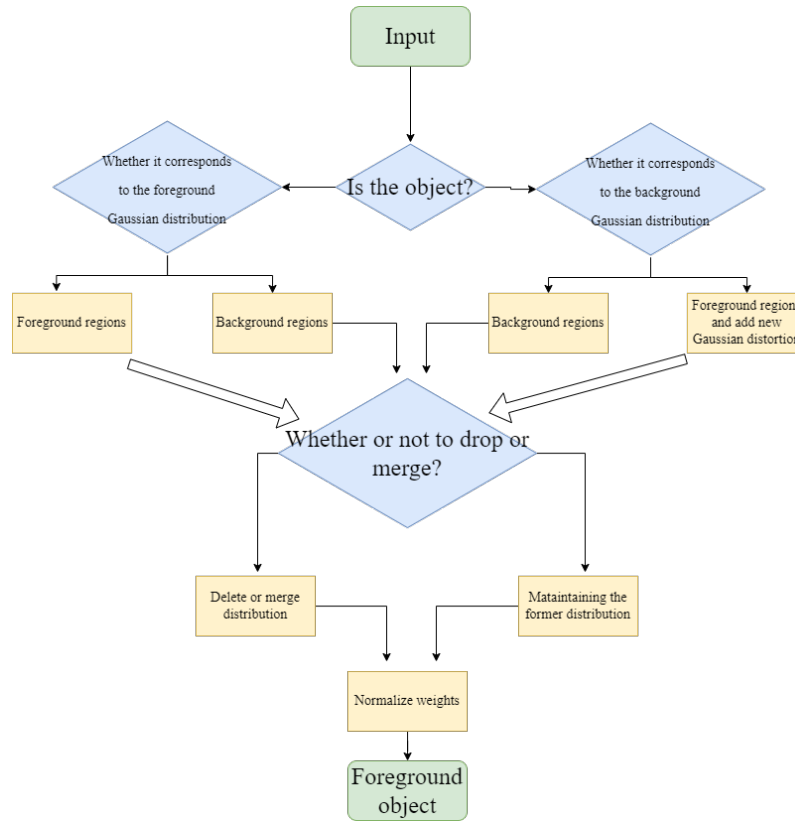 Input
Whether it corresponds
to the foreground
Gaussian distribution
Is the object?
Whether it corresponds
to the background
Gaussian distribution
Foreground regions
Background regions
Background regions
Foreground region
and add new
Gaussian distortion
Whether or not to drop or
merge?
Delete or merge
distribution
Mataintaining the
former distribution
Normalize weights
Foreground
object